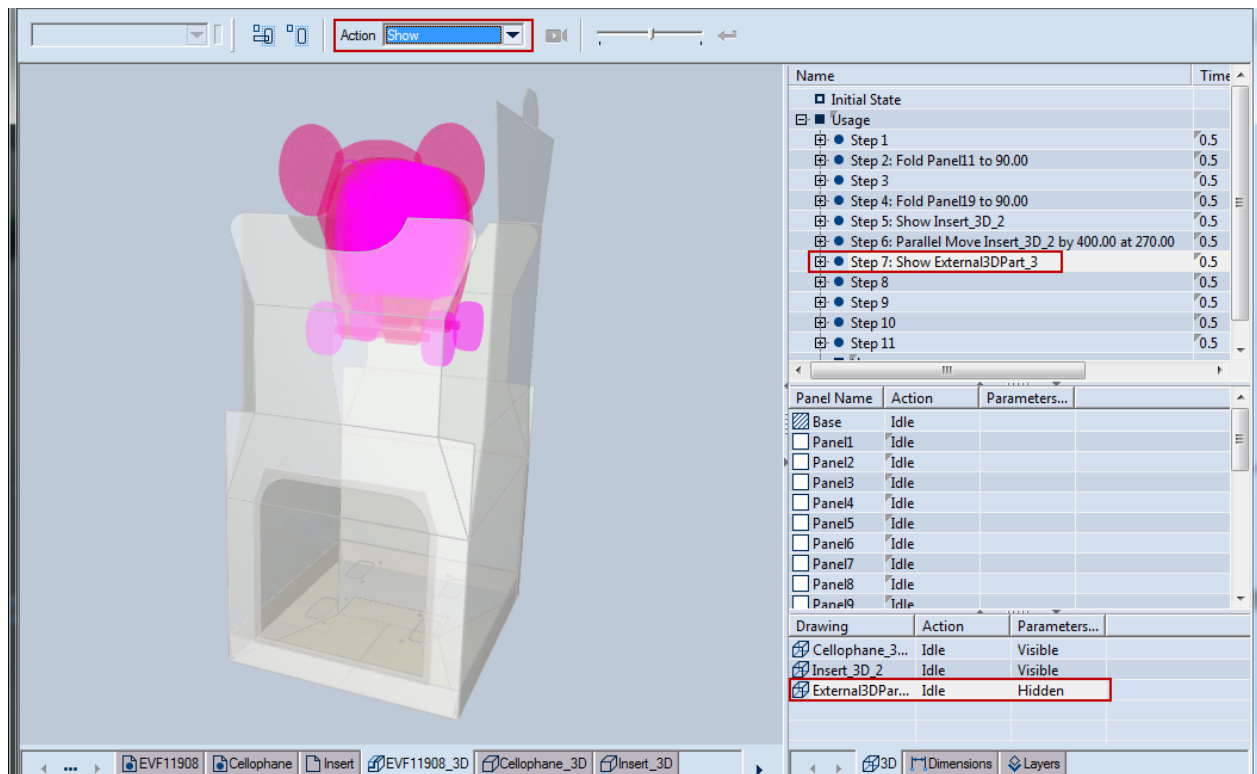 Action Show
Name Time
Initial State
Usage
Step 1 0.5
Step 2: Fold Panel11 to 90.00 0.5
Step 3 0.5
Step 4: Fold Panel19 to 90.00 0.5
Step 5: Show Insert_3D_2 0.5
Step 6: Parallel Move Insert_3D_2 by 400.00 at 270.00 0.5
Step 7: Show External3DPart_3 0.5
Step 8 0.5
Step 9 0.5
Step 10 0.5
Step 11 0.5
Panel Name Action Parameters...
Base Idle
Panel1 Idle
Panel2 Idle
Panel3 Idle
Panel4 Idle
Panel5 Idle
Panel6 Idle
Panel7 Idle
Panel8 Idle
Panel9 Idle
Drawing Action Parameters...
Cellophane_3... Idle Visible
Insert_3D_2 Idle Visible
External3DPar... Idle Hidden
... EVF11908 Cellophane Insert EVF11908_3D Cellophane_3D Insert_3D 3D Dimensions Layers